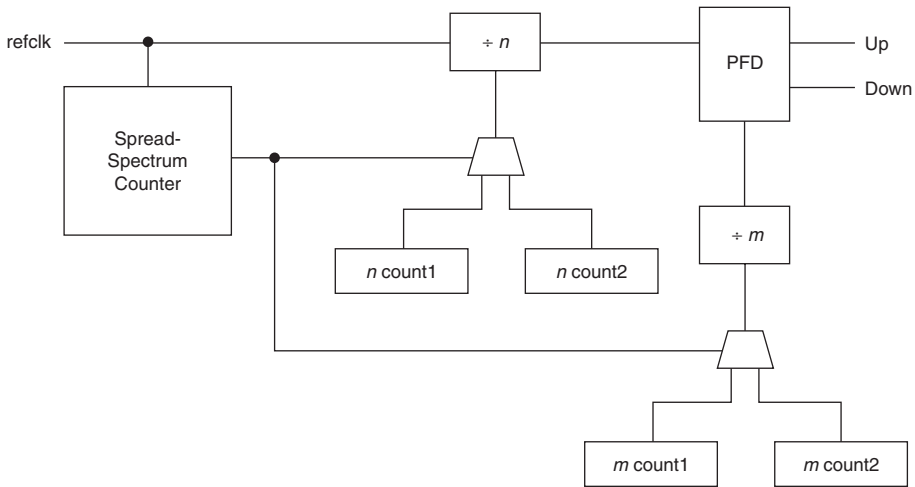 refclk
÷ n
PFD
Up
Down
Spread-
Spectrum
Counter
÷ m
n count1
n count2
m count1
m count2